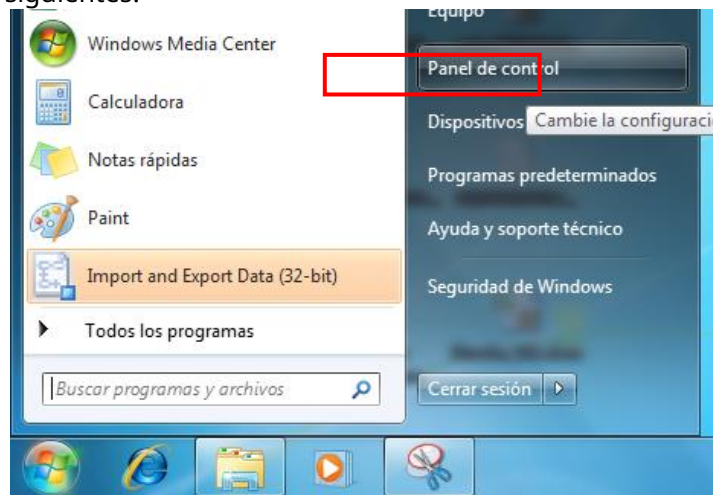 siguientes:
Windows Media Center
Calculadora
Notas rápidas
Paint
Import and Export Data (32-bit)
Todos los programas
Buscar programas y archivos
Equipo
Panel de control
Dispositivos
Cambie la configuraci
Programas predeterminados
Ayuda y soporte técnico
Seguridad de Windows
Cerrar sesión